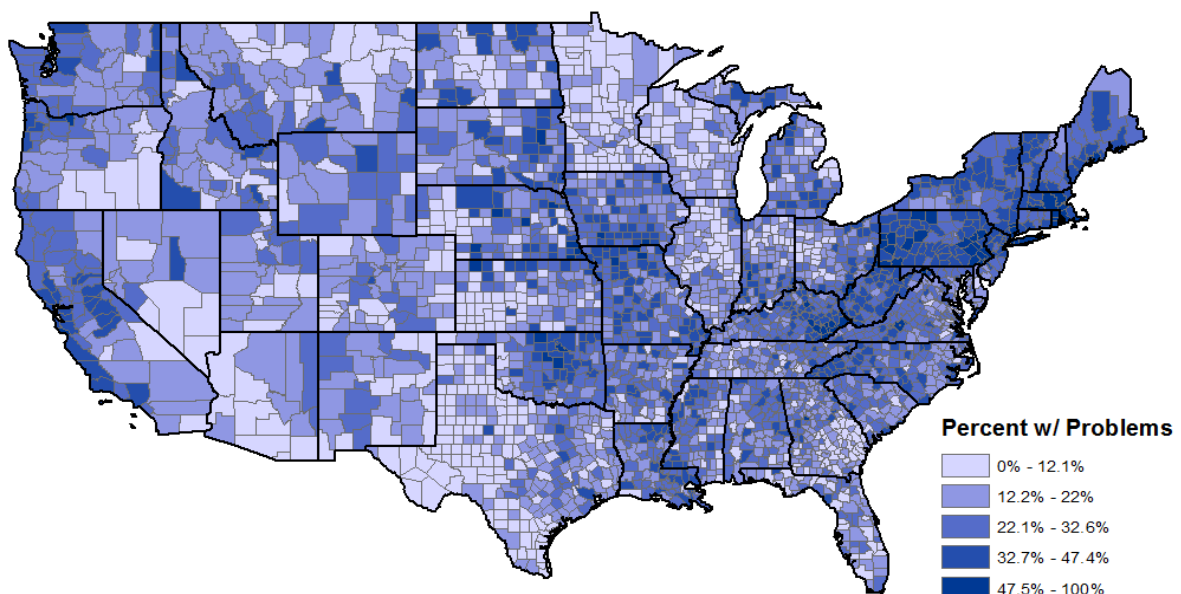 Percent w/ Problems
0% - 12.1%
12.2% - 22%
22.1% - 32.6%
32.7% - 47.4%
47.5% - 100%